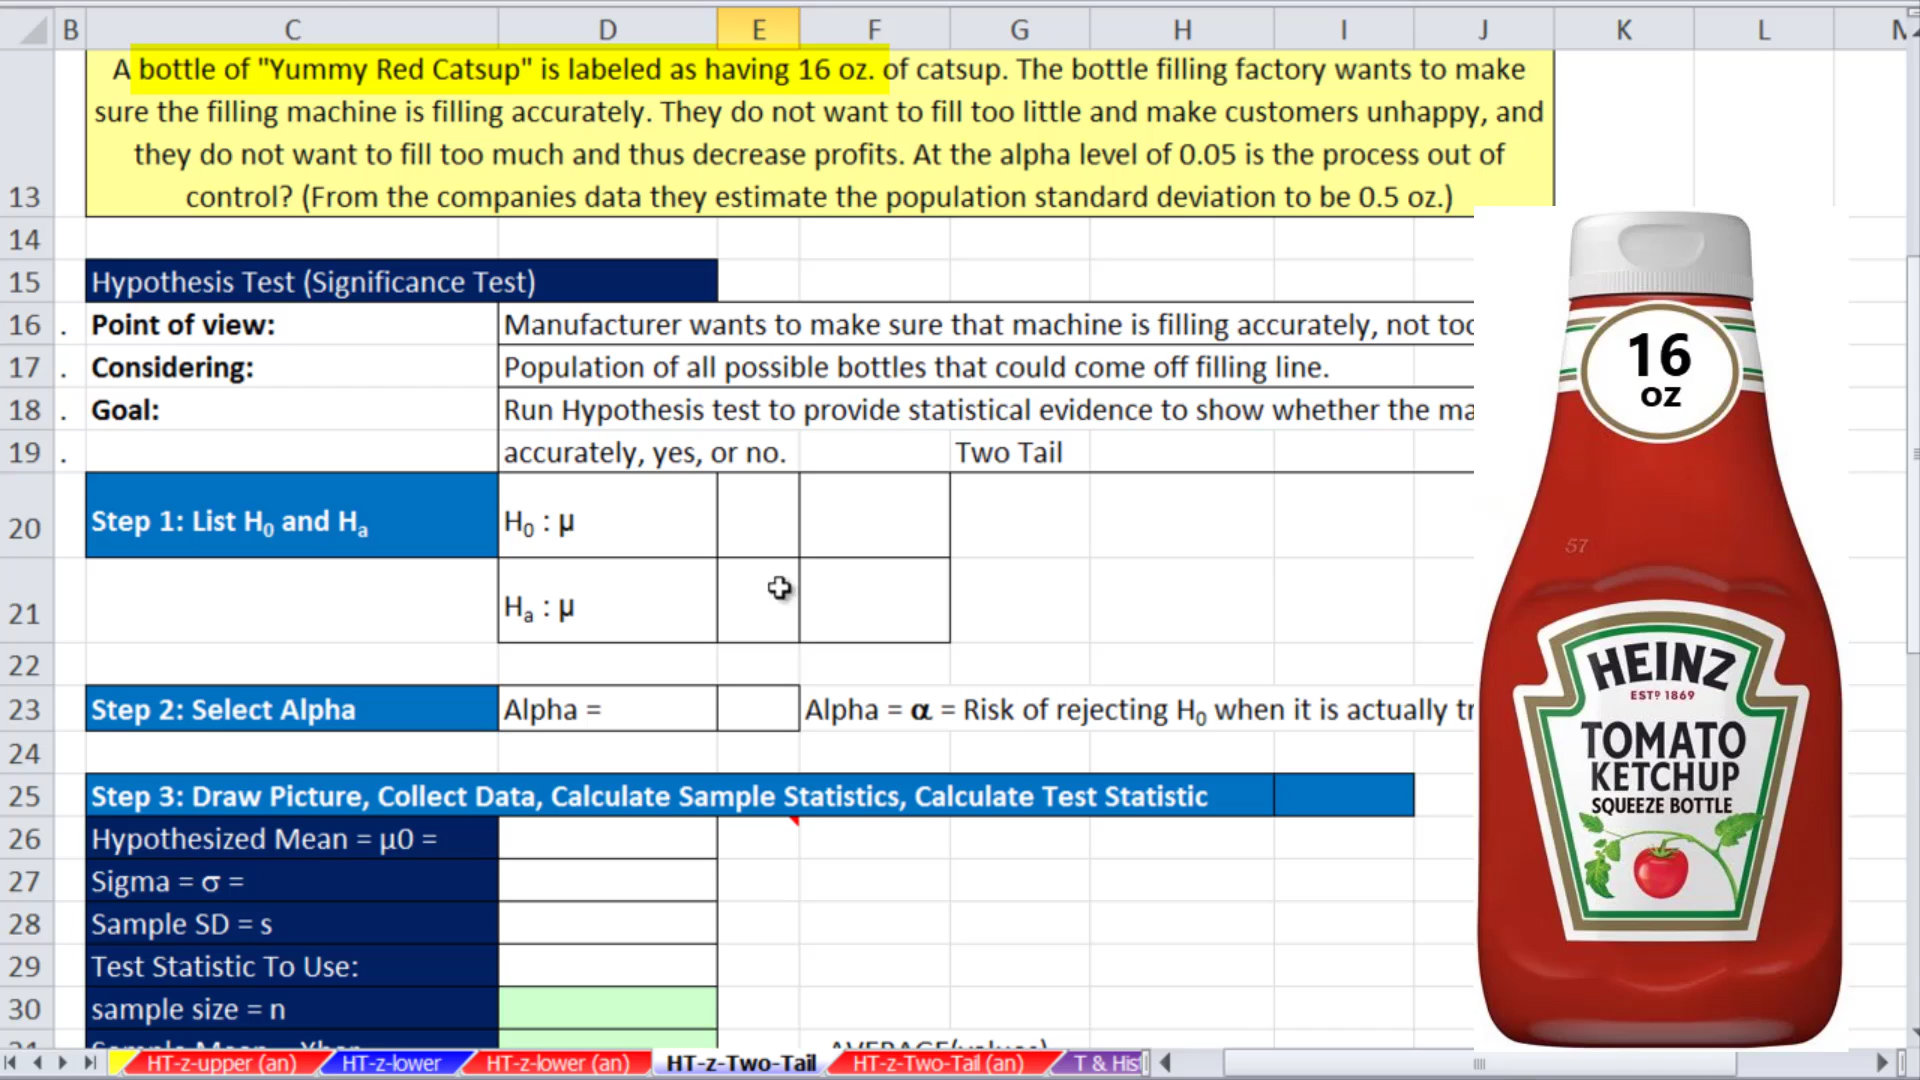 B C D E F G H I J K L
A bottle of "Yummy Red Catsup" is labeled as having 16 oz. of catsup. The bottle filling factory wants to make
sure the filling machine is filling accurately. They do not want to fill too little and make customers unhappy, and
they do not want to fill too much and thus decrease profits. At the alpha level of 0.05 is the process out of
13 control? (From the companies data they estimate the population standard deviation to be 0.5 oz.)
14
15 Hypothesis Test (Significance Test)
16 . Point of view: Manufacturer wants to make sure that machine is filling accurately, not too
17 . Considering: Population of all possible bottles that could come off filling line.
18 . Goal: Run Hypothesis test to provide statistical evidence to show whether the ma
19 . accurately, yes, or no. Two Tail
20 Step 1: List H₀ and Hₐ H₀ : μ
21 Hₐ : μ
22
23 Step 2: Select Alpha Alpha = Alpha = α = Risk of rejecting H₀ when it is actually tr
24
25 Step 3: Draw Picture, Collect Data, Calculate Sample Statistics, Calculate Test Statistic
26 Hypothesized Mean = μ0 =
27 Sigma = σ =
28 Sample SD = s
29 Test Statistic To Use:
30 sample size = n
HT-z-upper (an) HT-z-lower HT-z-lower (an) HT-z-Two-Tail HT-z-Two-Tail (an) T & Hist
16
oz
57
HEINZ
ESTD 1869
TOMATO
KETCHUP
SQUEEZE BOTTLE